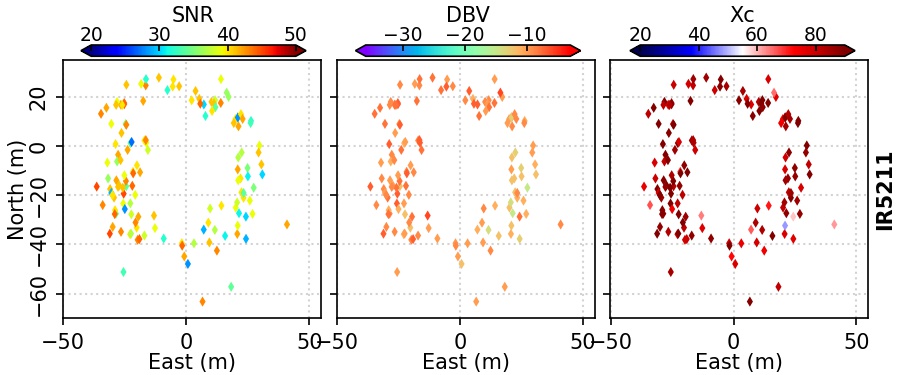 SNR DBV Xc
20 30 40 50 −30 −20 −10 20 40 60 80
20
0
−20
−40
−60
North (m)
IR5211
−50 0 50 −50 0 50 −50 0 50
East (m) East (m) East (m)